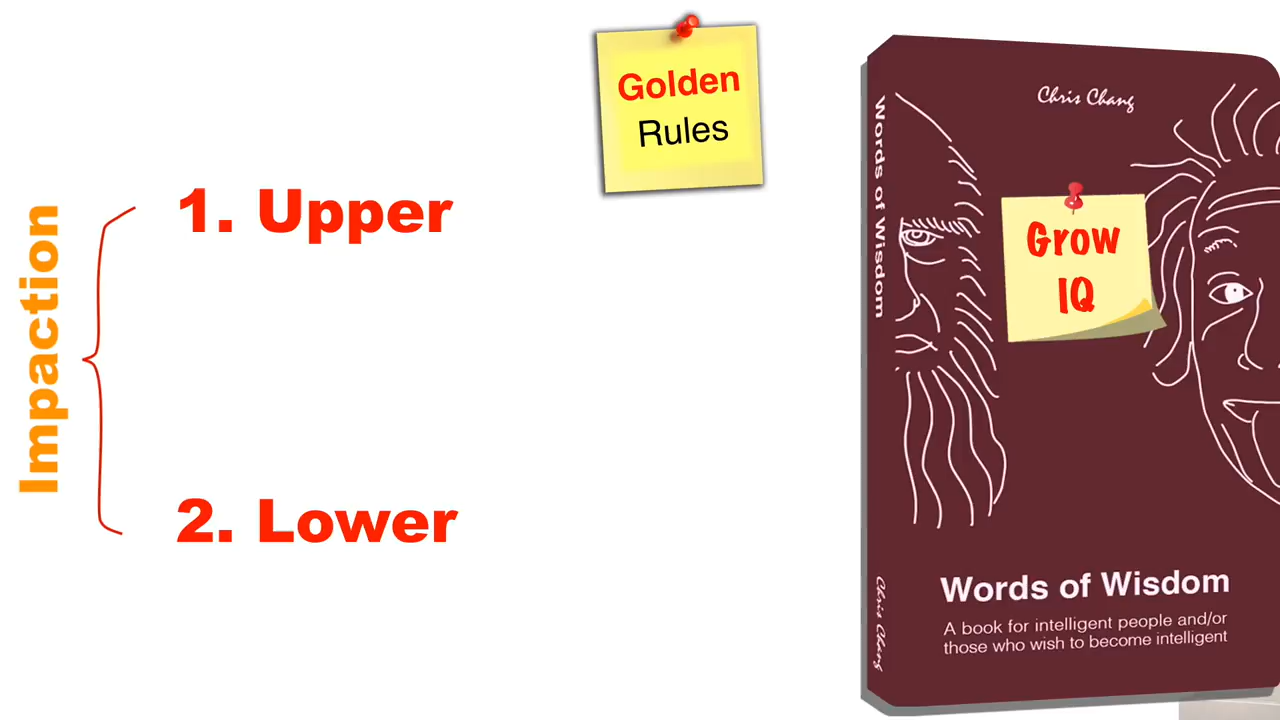 Impaction
1. Upper
2. Lower
Golden
Rules
Words of Wisdom
Chris Chang
Chris Chang
Grow
IQ
Words of Wisdom
A book for intelligent people and/or
those who wish to become intelligent